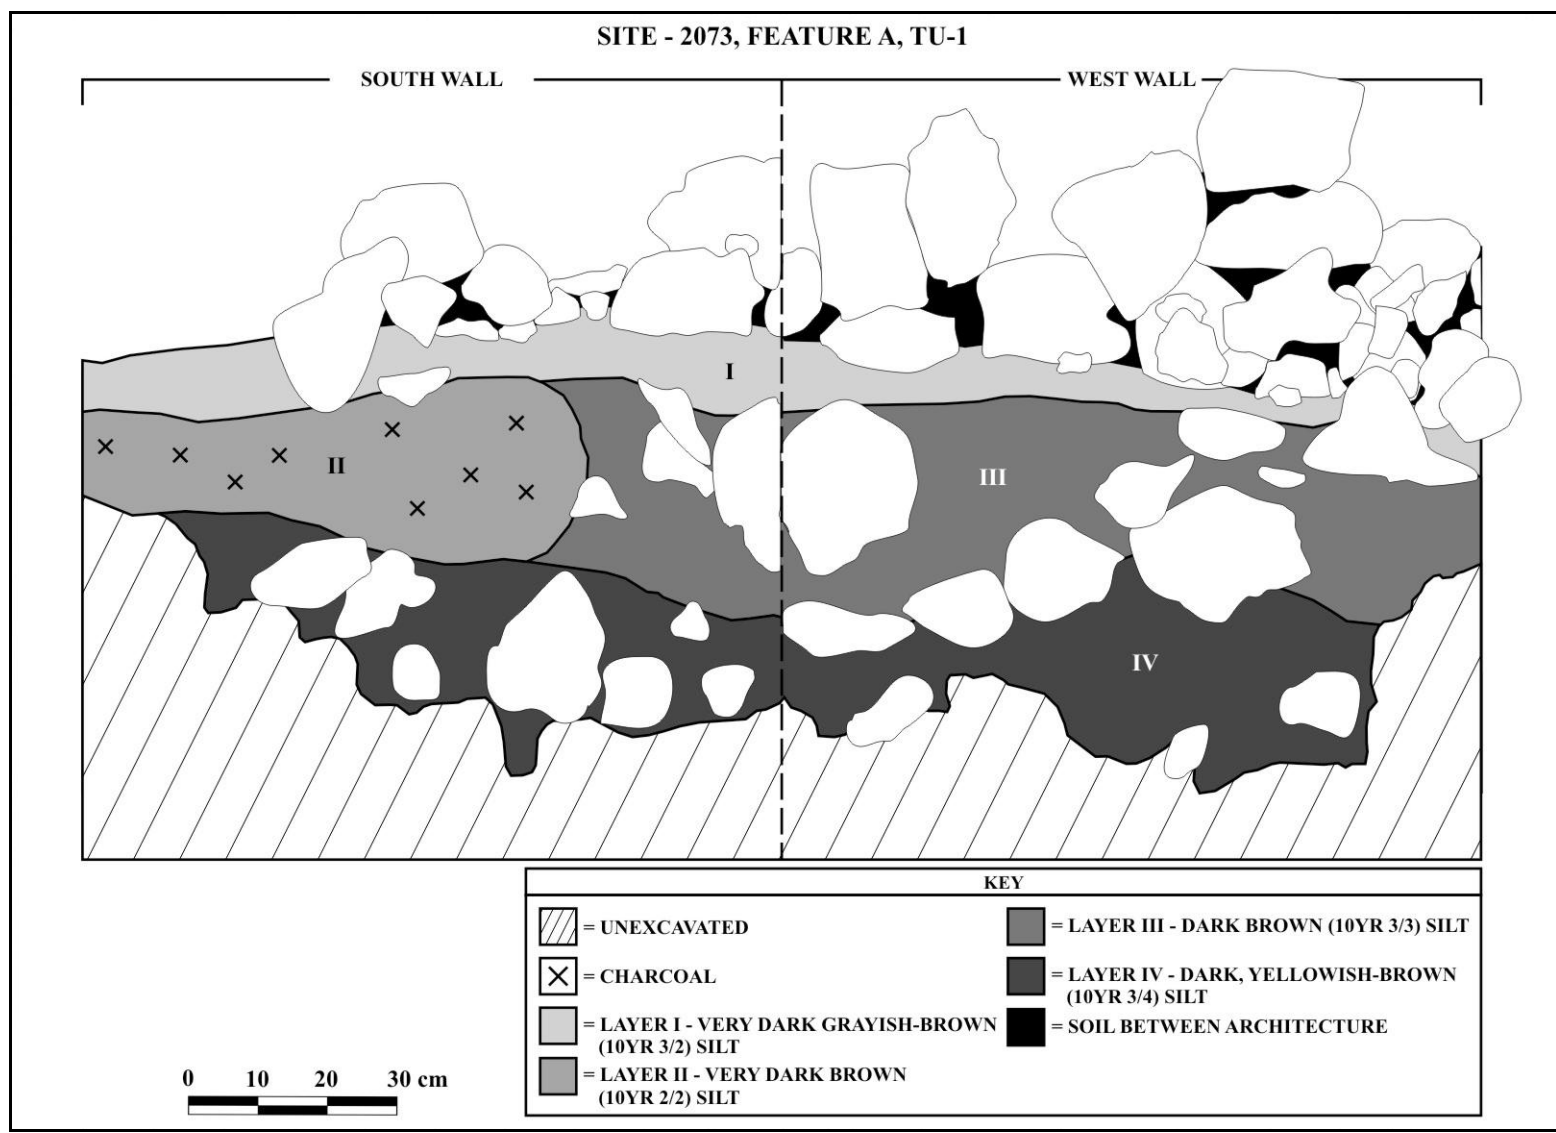 SITE - 2073, FEATURE A, TU-1
SOUTH WALL
WEST WALL
I
II
III
IV
KEY
= UNEXCAVATED
= CHARCOAL
= LAYER I - VERY DARK GRAYISH-BROWN
(10YR 3/2) SILT
= LAYER II - VERY DARK BROWN
(10YR 2/2) SILT
= LAYER III - DARK BROWN (10YR 3/3) SILT
= LAYER IV - DARK, YELLOWISH-BROWN
(10YR 3/4) SILT
= SOIL BETWEEN ARCHITECTURE
0 10 20 30 cm